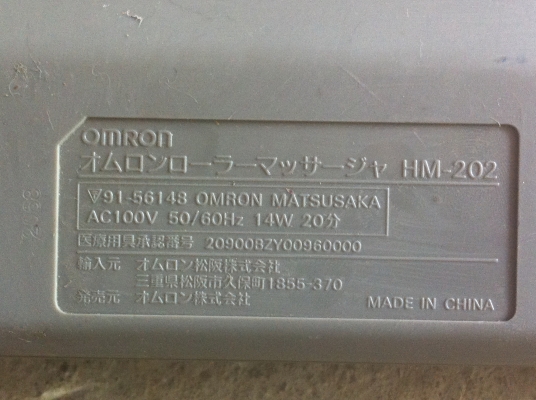 OMRON
オムロンローラーマッサージャ HM-202
▽91-56148 OMRON MATSUSAKA
AC100V 50/60Hz 14W 20分
医療用具承認番号 20900BZY00960000
輸入元 オムロン松阪株式会社
三重県松阪市久保町1855-370
発売元 オムロン株式会社
MADE IN CHINA